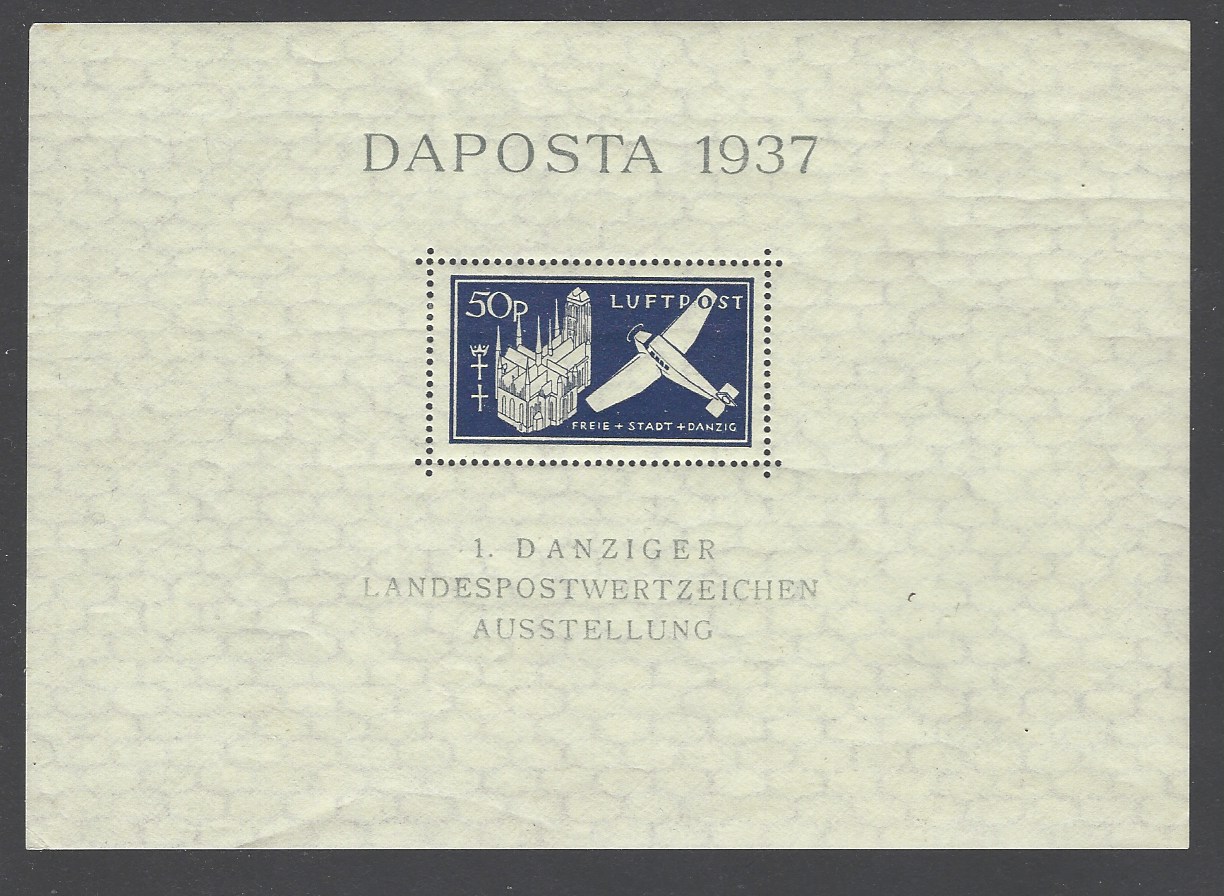 DAPOSTA 1937
50P LUFTPOST
FREIE + STADT + DANZIG
1. DANZIGER
LANDESPOSTWERTZEICHEN
AUSSTELLUNG